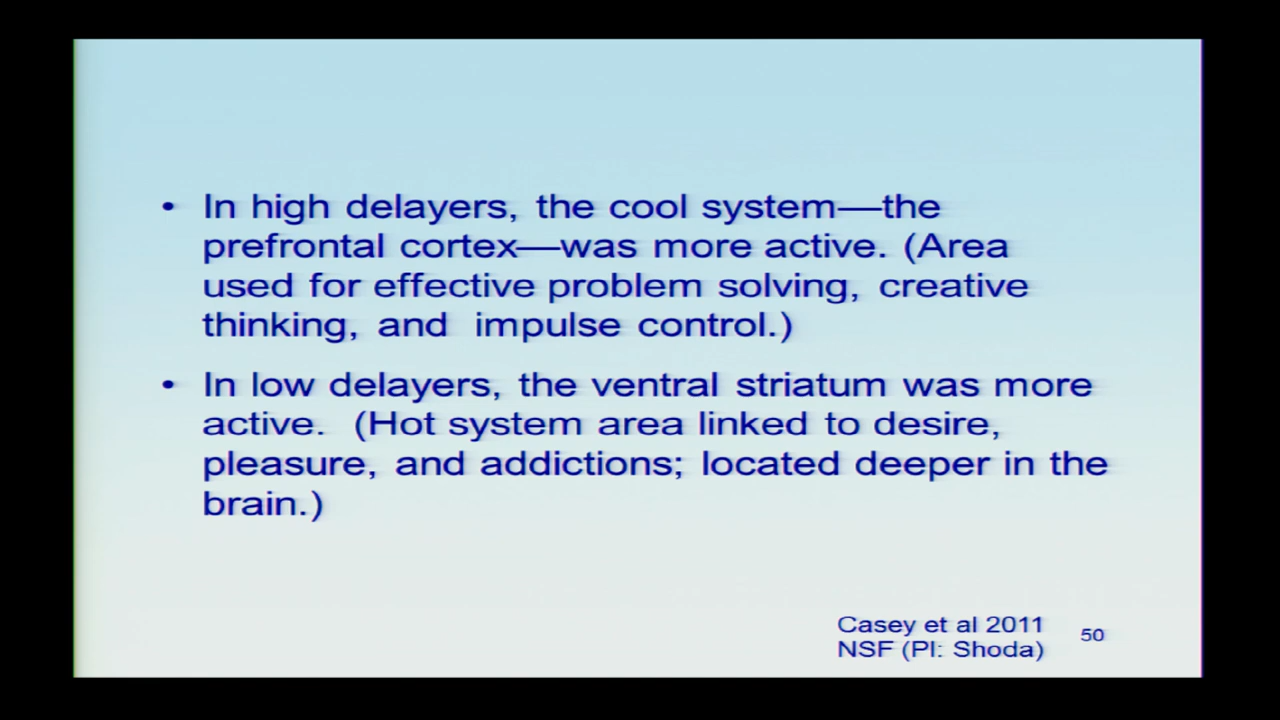 • In high delayers, the cool system—the
prefrontal cortex—was more active. (Area
used for effective problem solving, creative
thinking, and impulse control.)
• In low delayers, the ventral striatum was more
active. (Hot system area linked to desire,
pleasure, and addictions; located deeper in the
brain.)
Casey et al 2011
NSF (PI: Shoda)
50